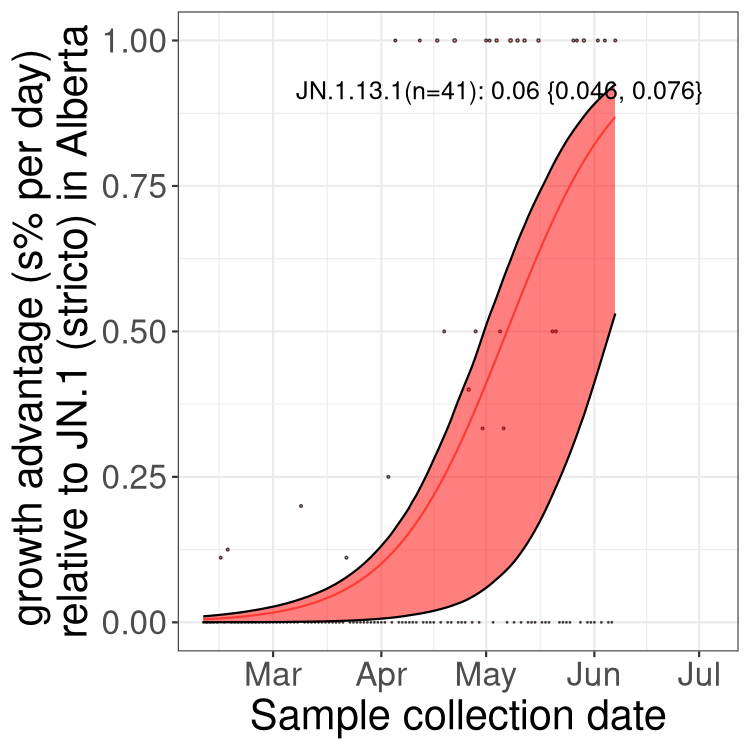 growth advantage (s% per day)
relative to JN.1 (stricto) in Alberta
1.00
0.75
0.50
0.25
0.00
JN.1.13.1(n=41): 0.06 {0.046, 0.076}
Mar Apr May Jun Jul
Sample collection date